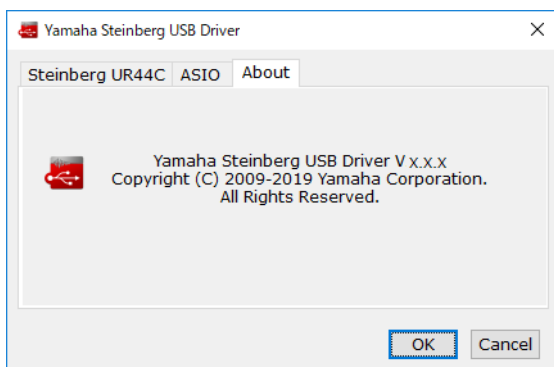 Yamaha Steinberg USB Driver
Steinberg UR44C ASIO About
Yamaha Steinberg USB Driver V x.x.x
Copyright (C) 2009-2019 Yamaha Corporation.
All Rights Reserved.
OK Cancel